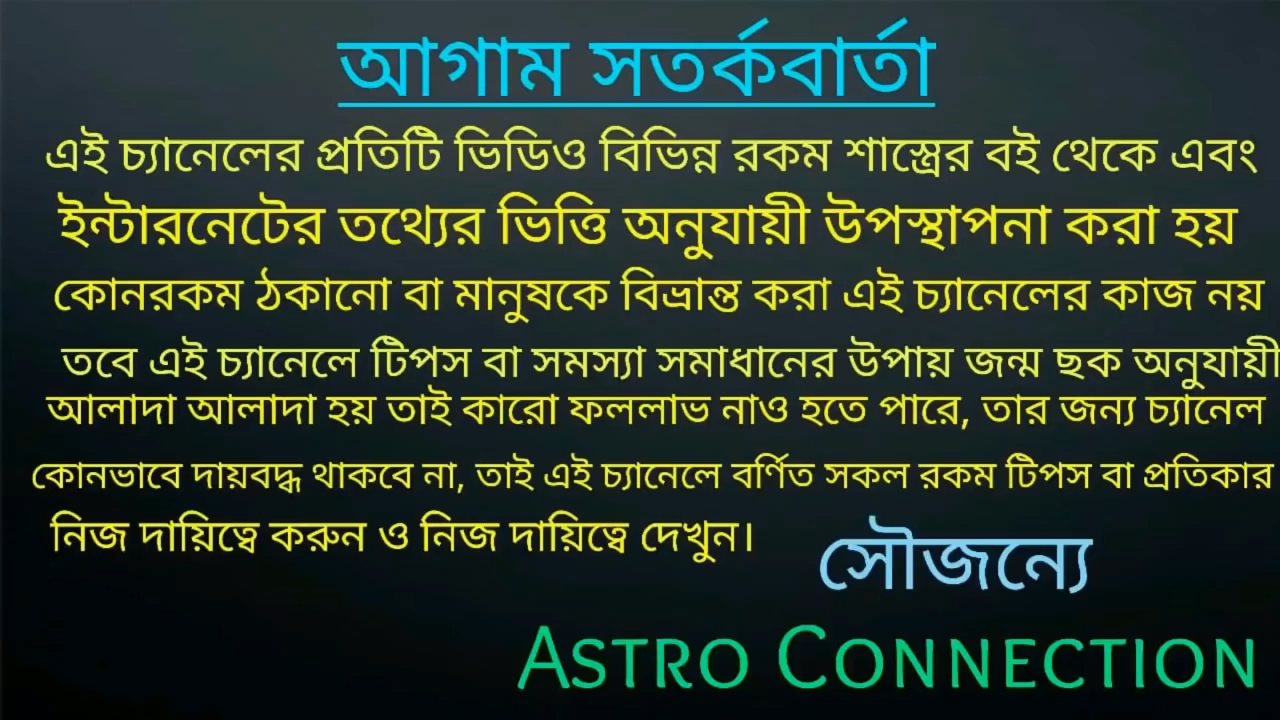 আগাম সতর্কবার্তা
এই চ্যানেলের প্রতিটি ভিডিও বিভিন্ন রকম শাস্ত্রের বই থেকে এবং
ইন্টারনেটের তথ্যের ভিত্তি অনুযায়ী উপস্থাপনা করা হয়
কোনরকম ঠকানো বা মানুষকে বিভ্রান্ত করা এই চ্যানেলের কাজ নয়
তবে এই চ্যানেলে টিপস বা সমস্যা সমাধানের উপায় জন্ম ছক অনুযায়ী
আলাদা আলাদা হয় তাই কারো ফললাভ নাও হতে পারে, তার জন্য চ্যানেল
কোনভাবে দায়বদ্ধ থাকবে না, তাই এই চ্যানেলে বর্ণিত সকল রকম টিপস বা প্রতিকার
নিজ দায়িত্বে করুন ও নিজ দায়িত্বে দেখুন।
সৌজন্যে
ASTRO CONNECTION